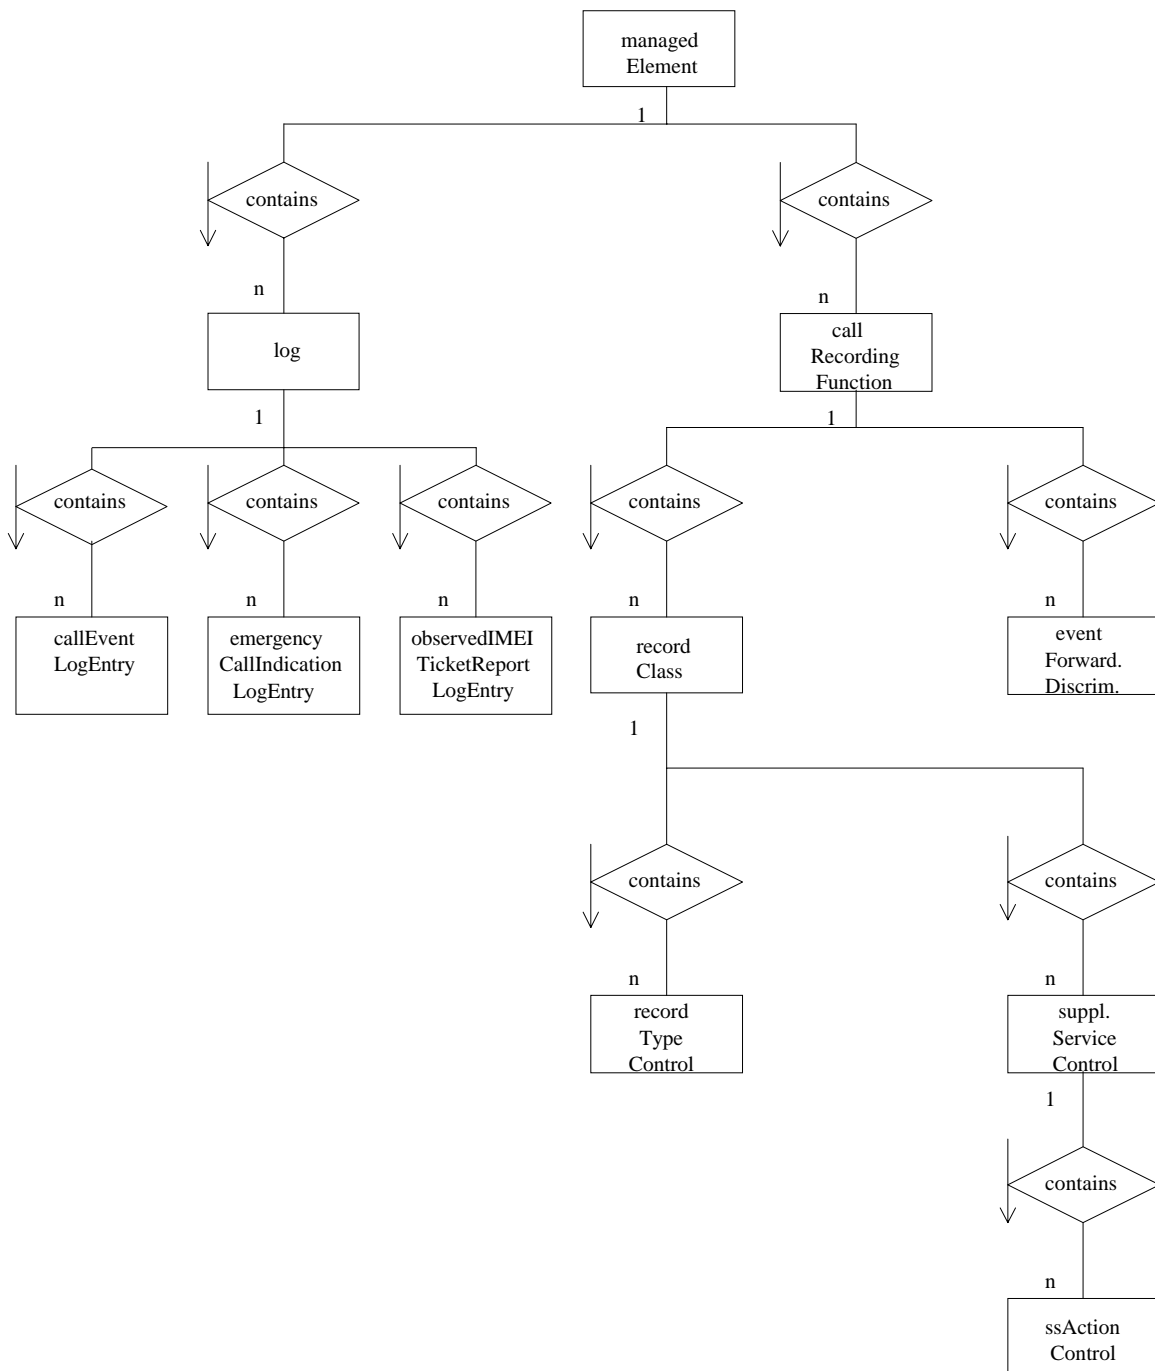 managed
Element
1
contains
contains
n
n
log
call
Recording
Function
1
1
contains
contains
contains
contains
contains
n
n
n
n
n
callEvent
LogEntry
emergency
CallIndication
LogEntry
observedIMEI
TicketReport
LogEntry
record
Class
event
Forward.
Discrim.
1
contains
contains
n
n
record
Type
Control
suppl.
Service
Control
1
contains
n
ssAction
Control